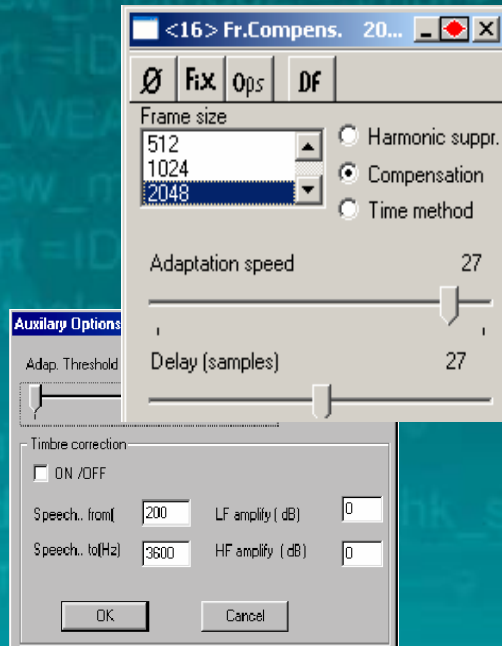 <16> Fr.Compens. 20...
Ø Fix Ops DF
Frame size
512
1024
2048
Harmonic suppr.
Compensation
Time method
Adaptation speed 27
Delay (samples) 27
Auxilary Options
Adap. Threshold
Timbre correction
ON /OFF
Speech.. from( 200 LF amplify ( dB) 0
Speech.. to(Hz) 3600 HF amplify ( dB) 0
OK Cancel